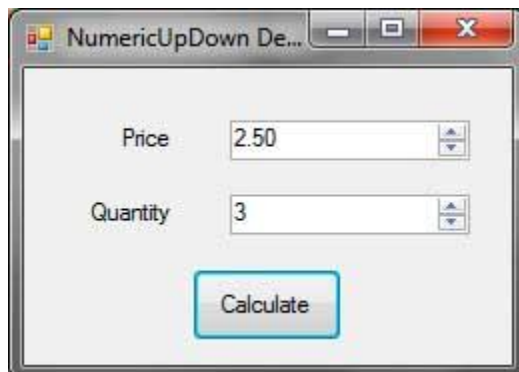 NumericUpDown De...
Price
2.50
Quantity
3
Calculate